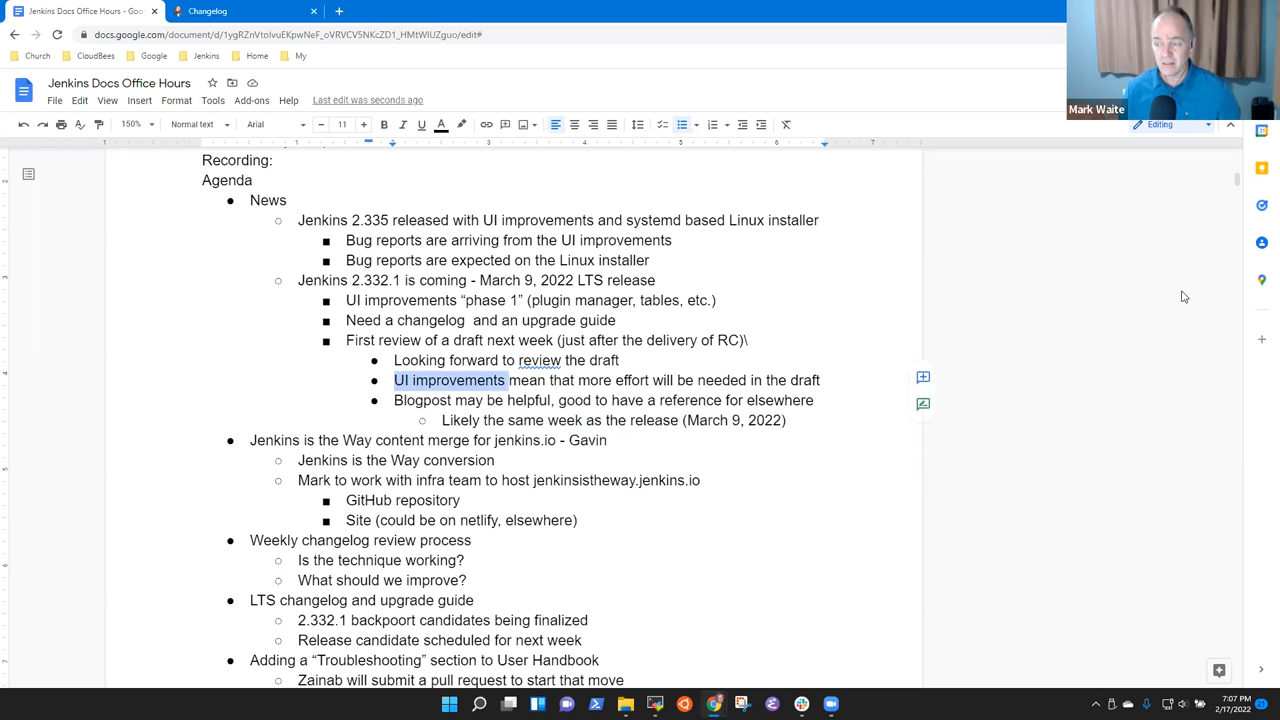 Jenkins Docs Office Hours - Goo
Changelog
docs.google.com/document/d/1ygRZnVtoIvuEKpwNeF_oVRVCV5NKcZD1_HMtWIUZguo/edit#
Church
CloudBees
Google
Jenkins
Home
My
Jenkins Docs Office Hours
File Edit View Insert Format Tools Add-ons Help Last edit was seconds ago
Mark Waite
150% Normal text Arial 11 B I U A Editing
Recording:
Agenda
● News
○ Jenkins 2.335 released with UI improvements and systemd based Linux installer
■ Bug reports are arriving from the UI improvements
■ Bug reports are expected on the Linux installer
○ Jenkins 2.332.1 is coming - March 9, 2022 LTS release
■ UI improvements “phase 1” (plugin manager, tables, etc.)
■ Need a changelog  and an upgrade guide
■ First review of a draft next week (just after the delivery of RC)\
● Looking forward to review the draft
● UI improvements mean that more effort will be needed in the draft
● Blogpost may be helpful, good to have a reference for elsewhere
○ Likely the same week as the release (March 9, 2022)
● Jenkins is the Way content merge for jenkins.io - Gavin
○ Jenkins is the Way conversion
○ Mark to work with infra team to host jenkinsistheway.jenkins.io
■ GitHub repository
■ Site (could be on netlify, elsewhere)
● Weekly changelog review process
○ Is the technique working?
○ What should we improve?
● LTS changelog and upgrade guide
○ 2.332.1 backpoort candidates being finalized
○ Release candidate scheduled for next week
● Adding a “Troubleshooting” section to User Handbook
○ Zainab will submit a pull request to start that move
7:07 PM
2/17/2022